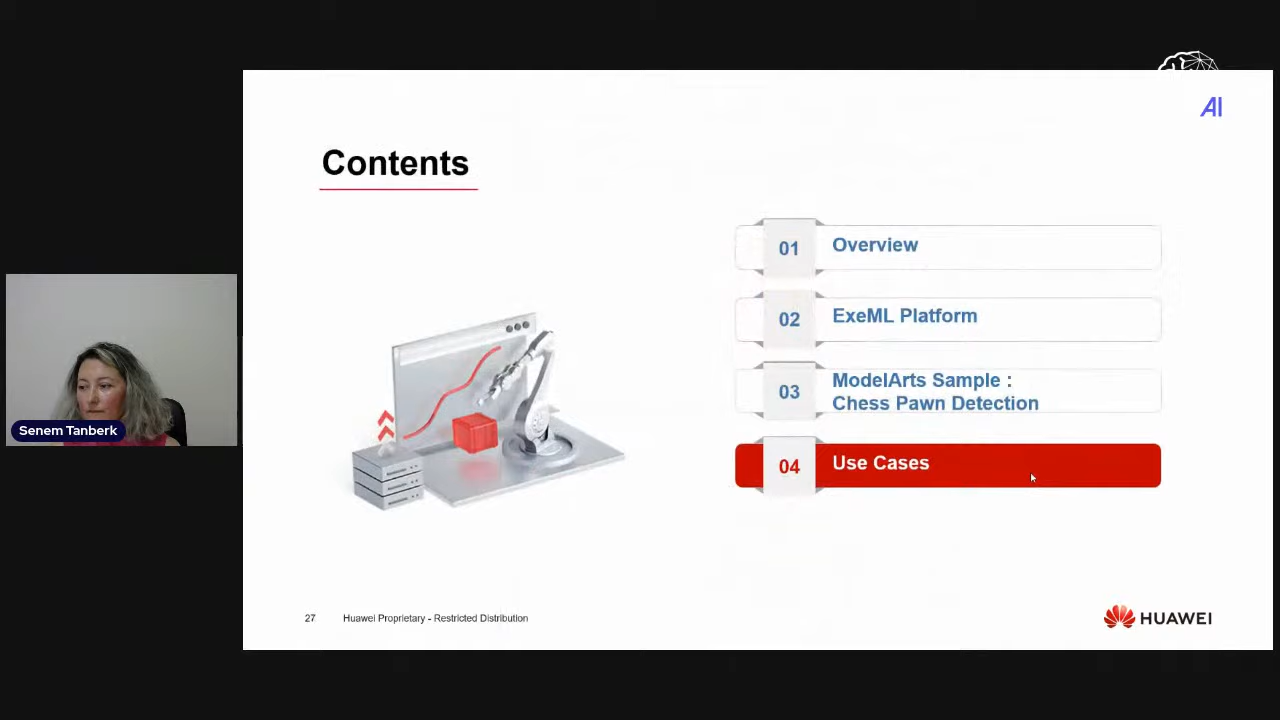 AI
Contents
01 Overview
02 ExeML Platform
03 ModelArts Sample :
Chess Pawn Detection
04 Use Cases
Senem Tanberk
27 Huawei Proprietary - Restricted Distribution
HUAWEI